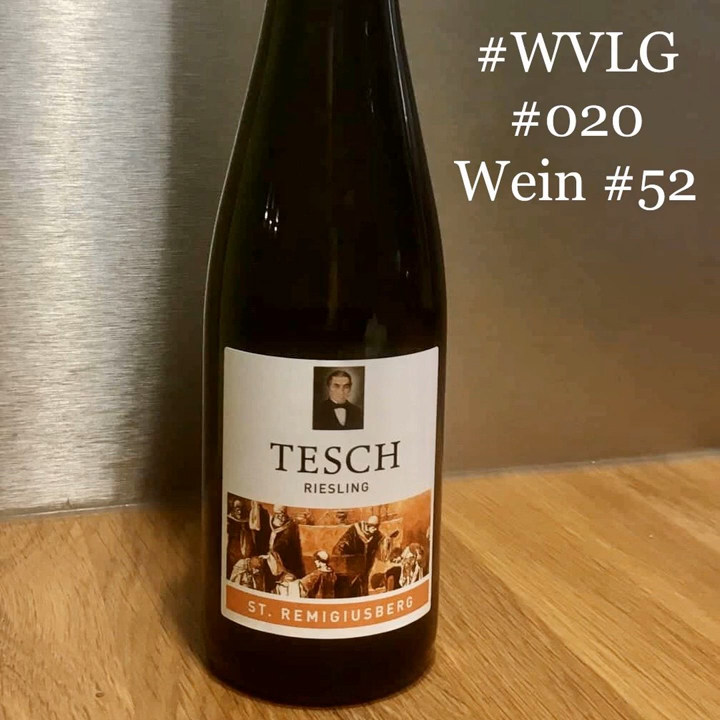 #WVLG
#020
Wein #52
TESCH
RIESLING
ST. REMIGIUSBERG